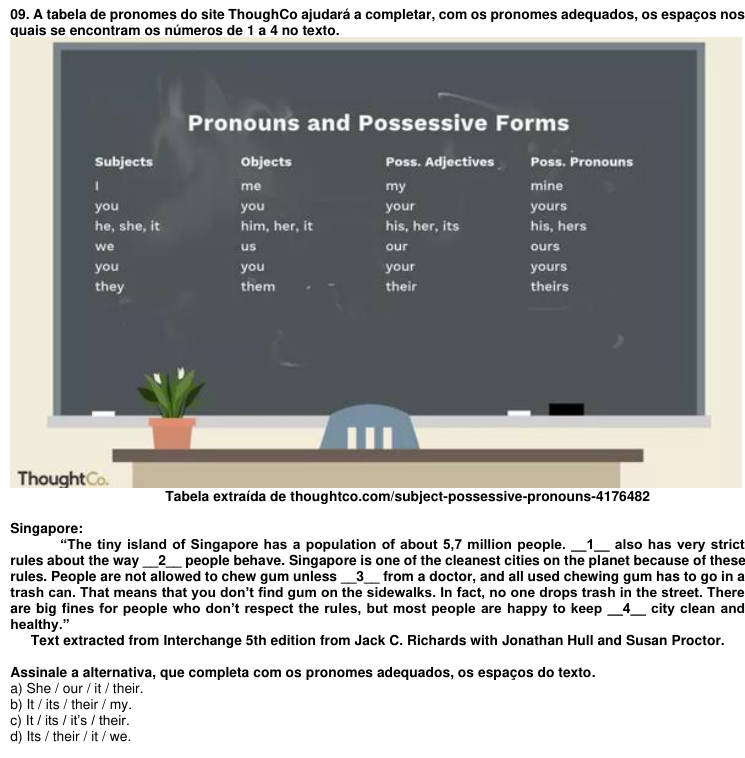 09. A tabela de pronomes do site ThoughCo ajudará a completar, com os pronomes adequados, os espaços nos
quais se encontram os números de 1 a 4 no texto.
Pronouns and Possessive Forms
Subjects Objects Poss. Adjectives Poss. Pronouns
I me my mine
you you your yours
he, she, it him, her, it his, her, its his, hers
we us our ours
you you your yours
they them their theirs
ThoughtCo.
Tabela extraída de thoughtco.com/subject-possessive-pronouns-4176482
Singapore:
“The tiny island of Singapore has a population of about 5,7 million people. __1__ also has very strict
rules about the way __2__ people behave. Singapore is one of the cleanest cities on the planet because of these
rules. People are not allowed to chew gum unless __3__ from a doctor, and all used chewing gum has to go in a
trash can. That means that you don’t find gum on the sidewalks. In fact, no one drops trash in the street. There
are big fines for people who don’t respect the rules, but most people are happy to keep __4__ city clean and
healthy.”
Text extracted from Interchange 5th edition from Jack C. Richards with Jonathan Hull and Susan Proctor.
Assinale a alternativa, que completa com os pronomes adequados, os espaços do texto.
a) She / our / it / their.
b) It / its / their / my.
c) It / its / it’s / their.
d) Its / their / it / we.